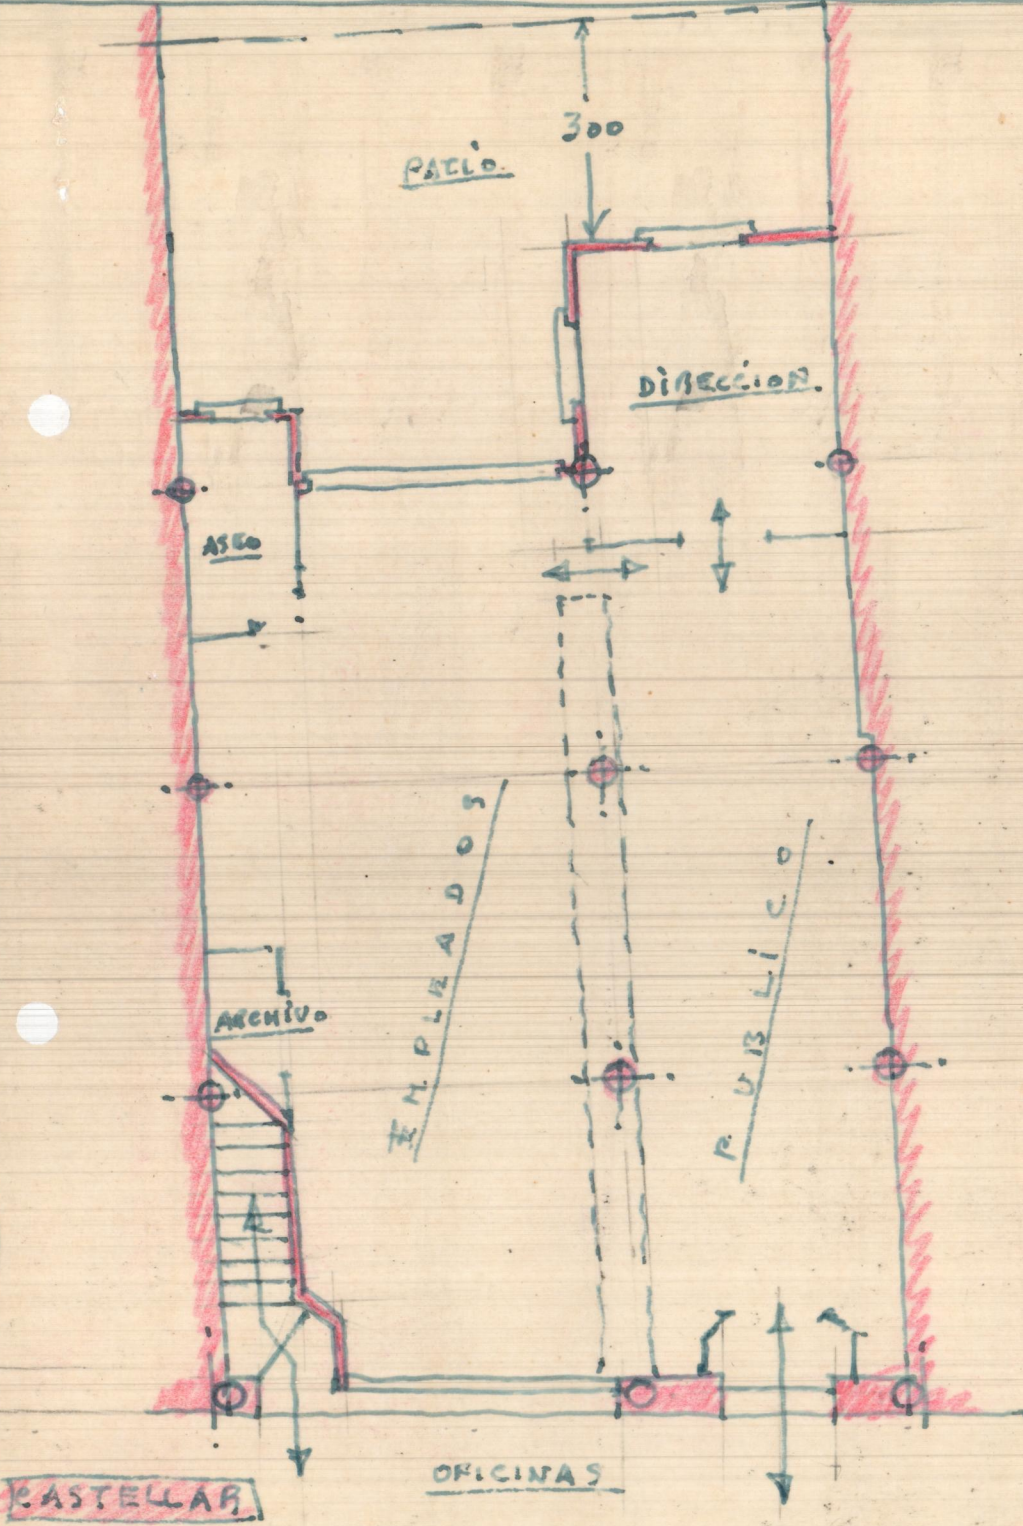 300
PATIO.
DIRECCION.
ASEO
EMPLEADOS
PUBLICO
ARCHIVO
OFICINAS
CASTELLAR